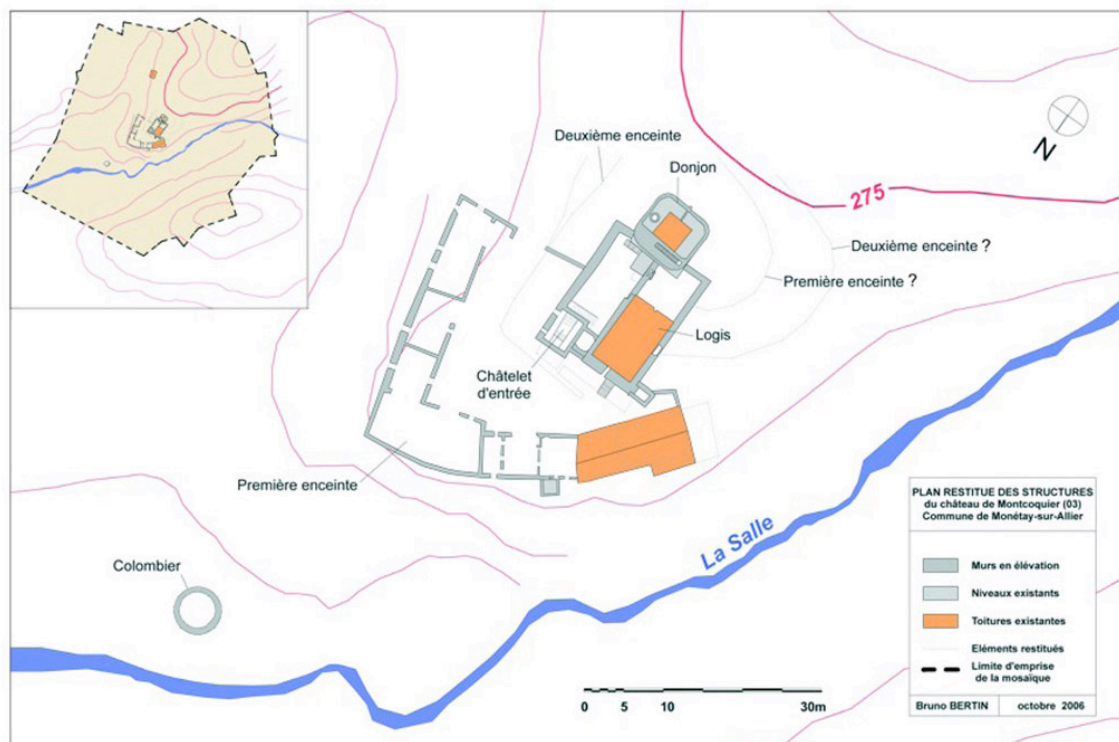 Deuxième enceinte
Donjon
N
275
Deuxième enceinte ?
Première enceinte ?
Logis
Châtelet
d'entrée
Première enceinte
La Salle
Colombier
0 5 10 30m
PLAN RESTITUE DES STRUCTURES
du château de Montcoquier (03)
Commune de Monétay-sur-Allier
Murs en élévation
Niveaux existants
Toitures existantes
Eléments restitués
Limite d'emprise
de la mosaïque
Bruno BERTIN octobre 2006